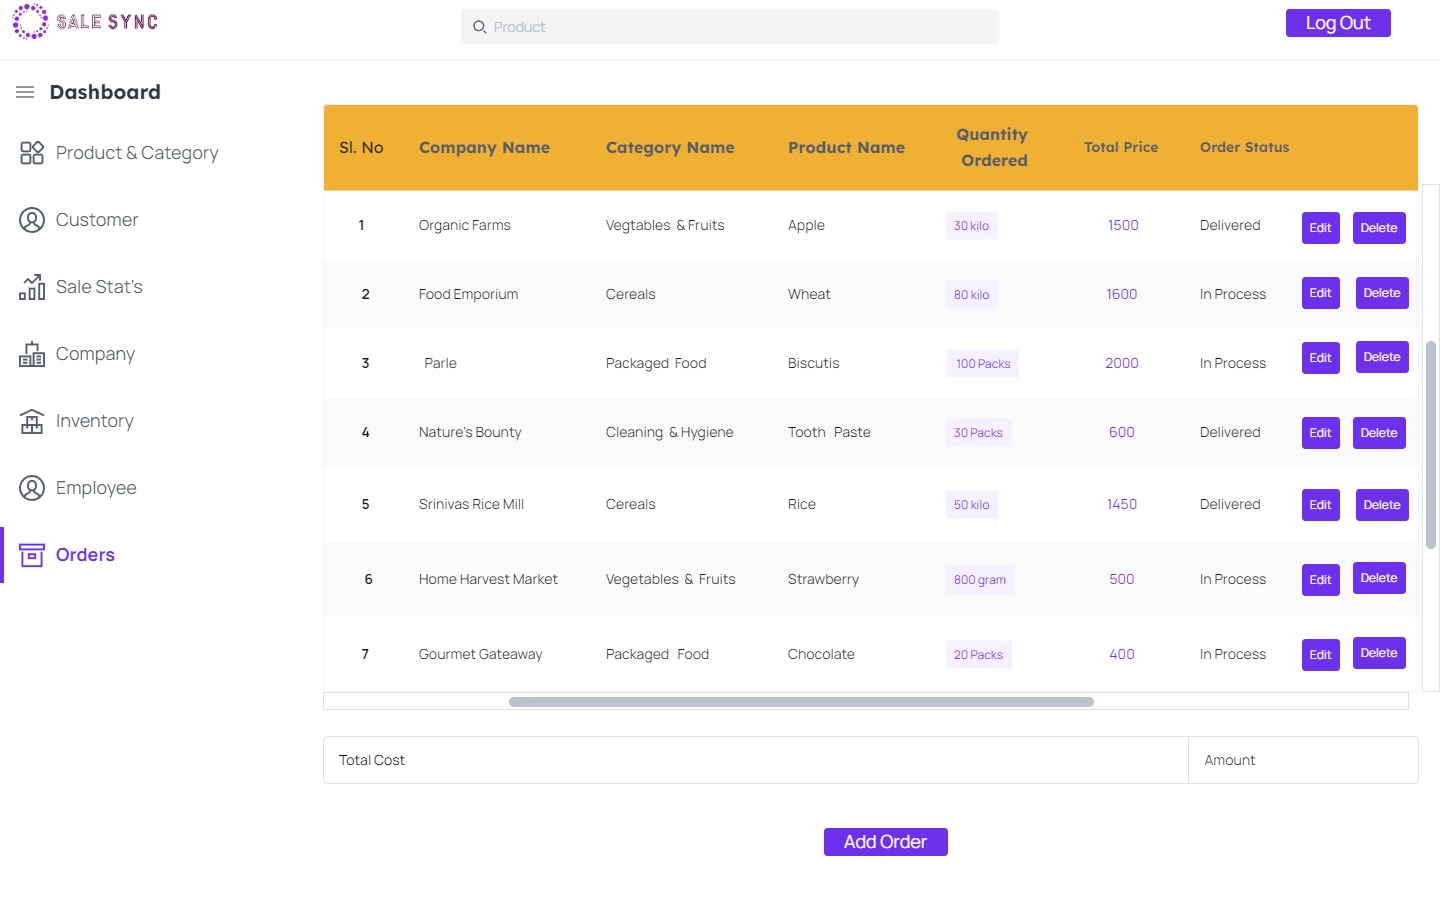 SALE SYNC
Product
Log Out
Dashboard
Product & Category
Customer
Sale Stat's
Company
Inventory
Employee
Orders
Sl. No Company Name Category Name Product Name Quantity Ordered Total Price Order Status
1 Organic Farms Vegtables & Fruits Apple 30 kilo 1500 Delivered Edit Delete
2 Food Emporium Cereals Wheat 80 kilo 1600 In Process Edit Delete
3 Parle Packaged Food Biscutis 100 Packs 2000 In Process Edit Delete
4 Nature's Bounty Cleaning & Hygiene Tooth Paste 30 Packs 600 Delivered Edit Delete
5 Srinivas Rice Mill Cereals Rice 50 kilo 1450 Delivered Edit Delete
6 Home Harvest Market Vegetables & Fruits Strawberry 800 gram 500 In Process Edit Delete
7 Gourmet Gateaway Packaged Food Chocolate 20 Packs 400 In Process Edit Delete
Total Cost Amount
Add Order